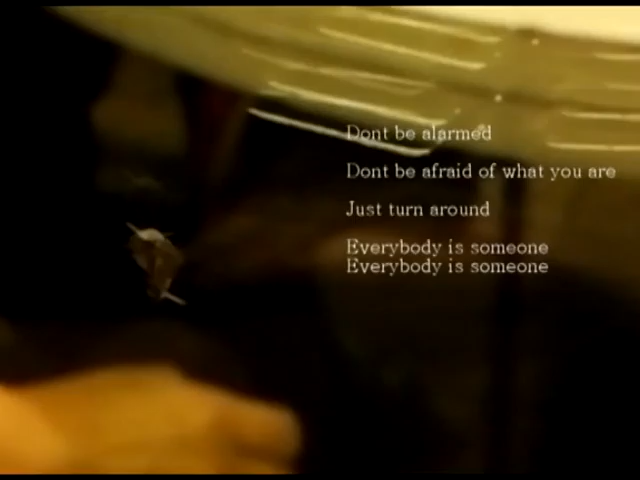 Dont be alarmed
Dont be afraid of what you are
Just turn around
Everybody is someone
Everybody is someone